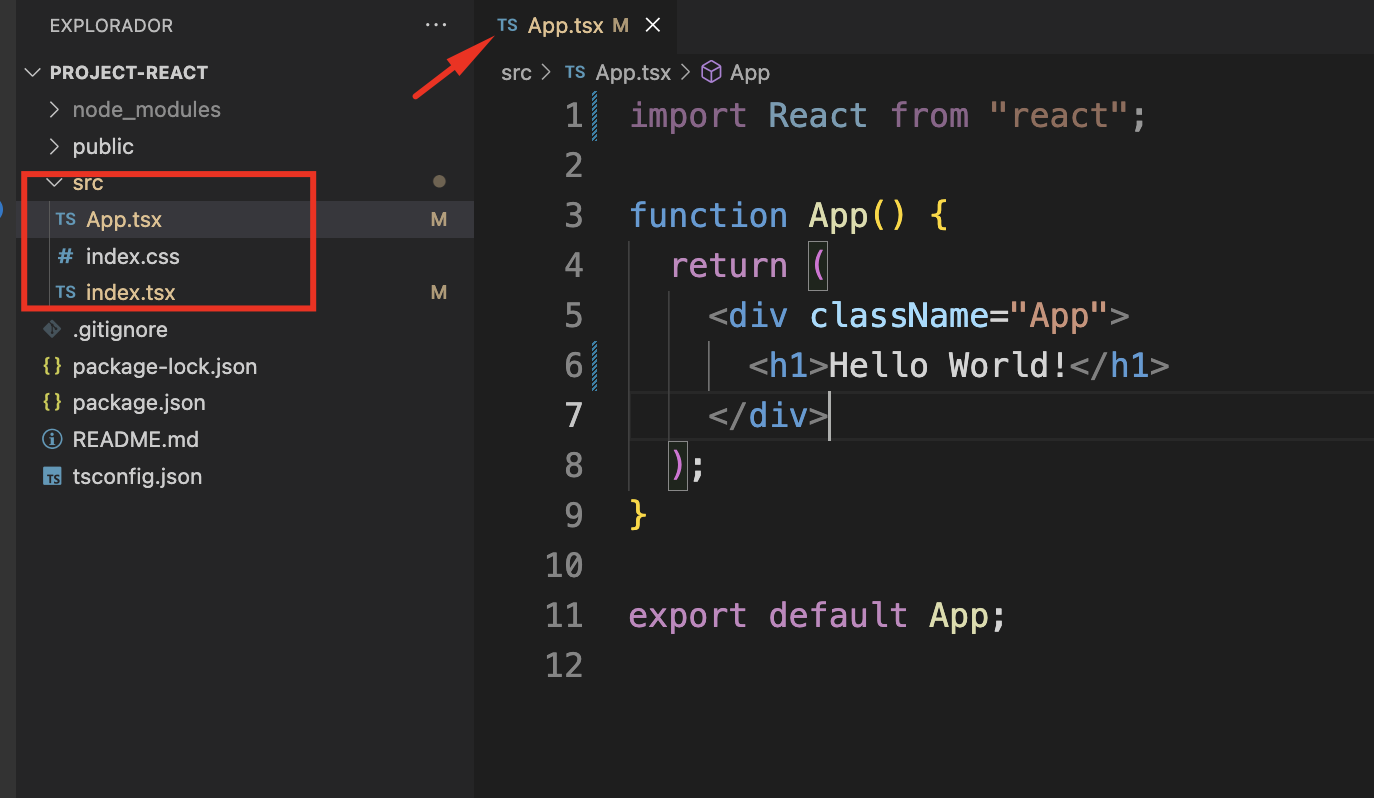 EXPLORADOR ...
PROJECT-REACT
node_modules
public
src
TS App.tsx M
# index.css
TS index.tsx M
.gitignore
{} package-lock.json
{} package.json
README.md
TS tsconfig.json
TS App.tsx M
src > TS App.tsx > App
1 import React from "react";
2
3 function App() {
4 return (
5 <div className="App">
6 <h1>Hello World!</h1>
7 </div>
8 );
9 }
10
11 export default App;
12